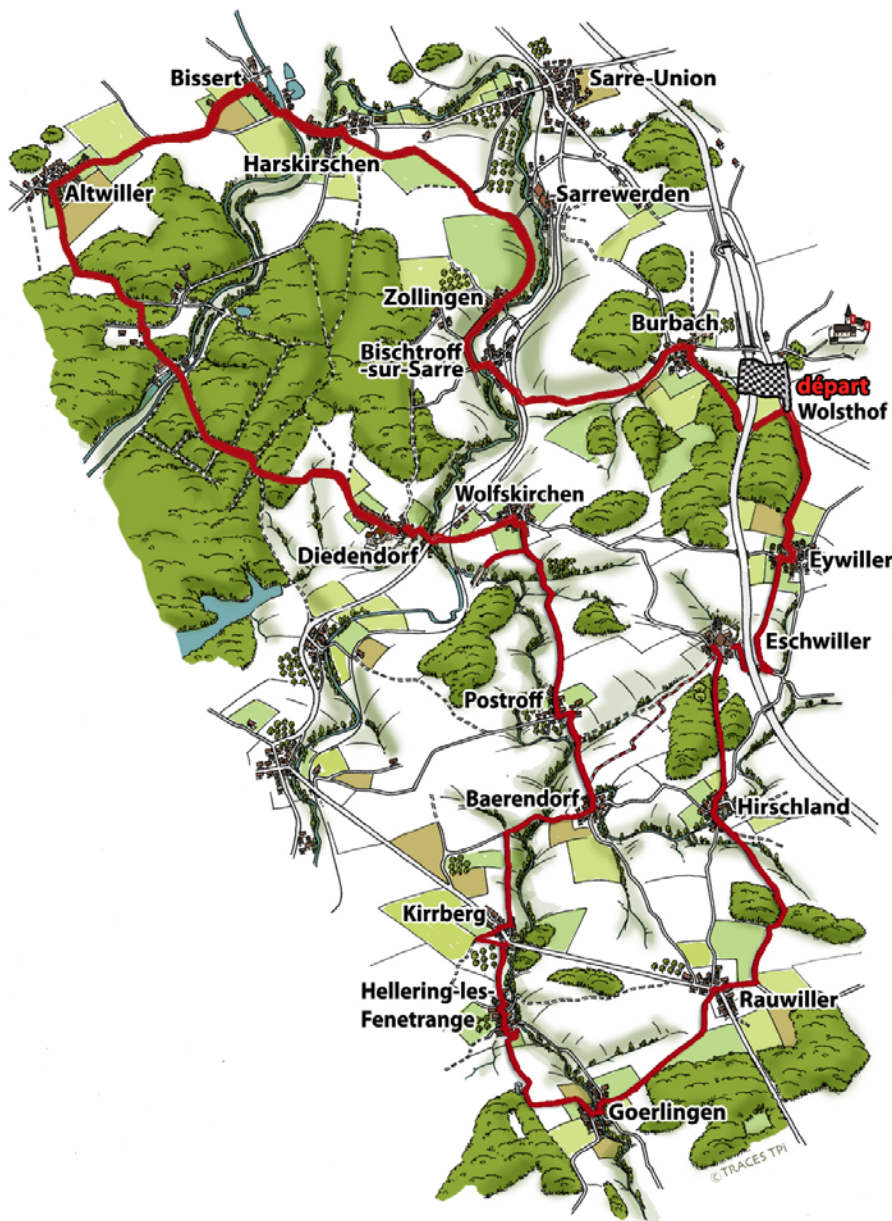 Bissert
Sarre-Union
Harskirschen
Altwiller
Sarrewerden
Zollingen
Burbach
Bischtroff
-sur-Sarre
départ
Wolsthof
Wolfskirchen
Diedendorf
Eywiller
Eschwiller
Postroff
Baerendorf
Hirschland
Kirrberg
Hellering-les-
Fenetrange
Rauwiller
Goerlingen
© TRACES TPi